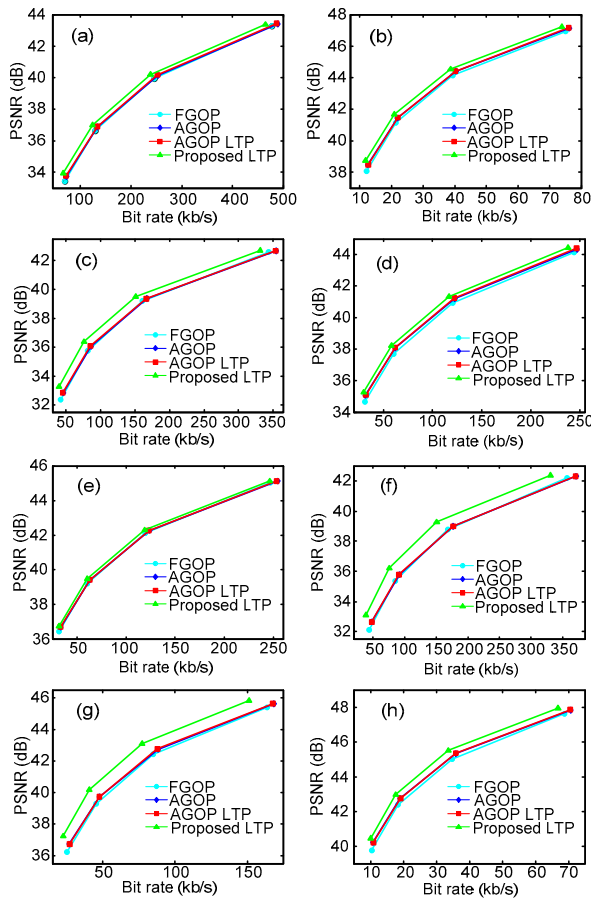 (a)
PSNR (dB)
44
42
40
38
36
34
FGOP
AGOP
AGOP LTP
Proposed LTP
100 200 300 400 500
Bit rate (kb/s)
(b)
PSNR (dB)
48
46
44
42
40
38
FGOP
AGOP
AGOP LTP
Proposed LTP
10 20 30 40 50 60 70 80
Bit rate (kb/s)
(c)
PSNR (dB)
42
40
38
36
34
32
FGOP
AGOP
AGOP LTP
Proposed LTP
50 100 150 200 250 300 350
Bit rate (kb/s)
(d)
PSNR (dB)
44
42
40
38
36
34
FGOP
AGOP
AGOP LTP
Proposed LTP
50 100 150 200 250
Bit rate (kb/s)
(e)
PSNR (dB)
46
44
42
40
38
36
FGOP
AGOP
AGOP LTP
Proposed LTP
50 100 150 200 250
Bit rate (kb/s)
(f)
PSNR (dB)
42
40
38
36
34
32
FGOP
AGOP
AGOP LTP
Proposed LTP
50 100 150 200 250 300 350
Bit rate (kb/s)
(g)
PSNR (dB)
46
44
42
40
38
36
FGOP
AGOP
AGOP LTP
Proposed LTP
50 100 150
Bit rate (kb/s)
(h)
PSNR (dB)
48
46
44
42
40
FGOP
AGOP
AGOP LTP
Proposed LTP
10 20 30 40 50 60 70
Bit rate (kb/s)